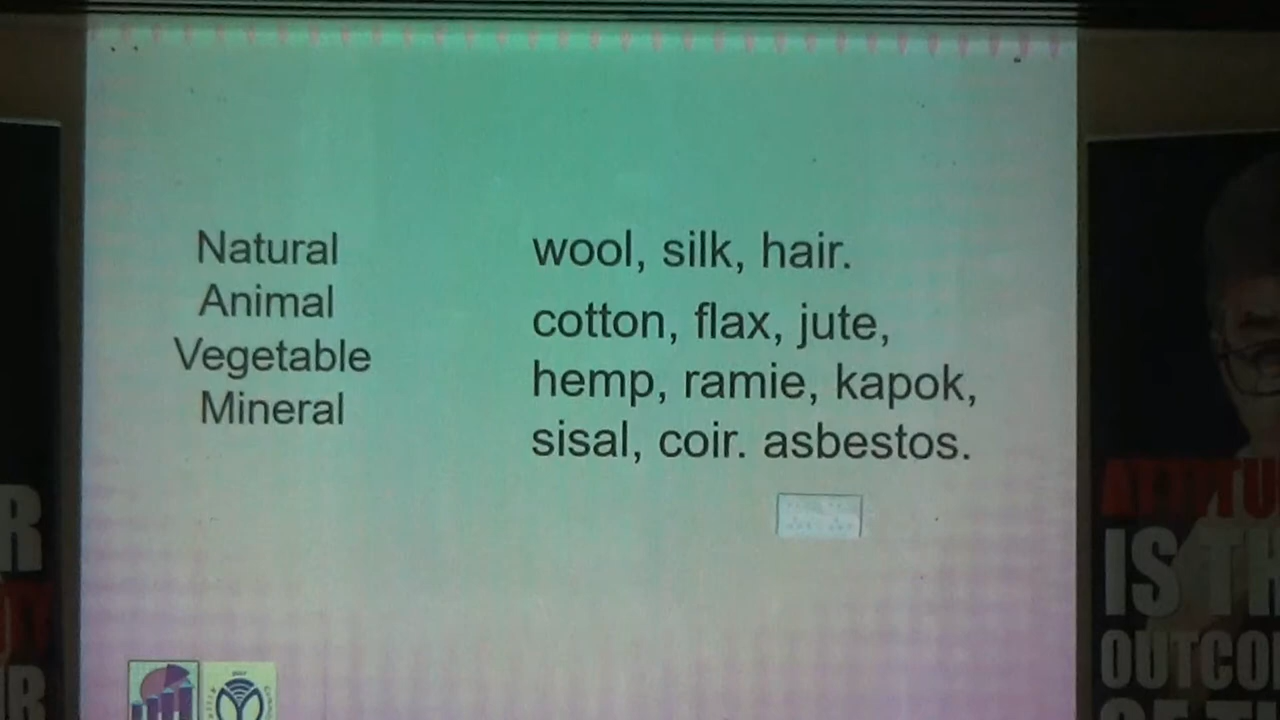 Natural
Animal
Vegetable
Mineral
wool, silk, hair.
cotton, flax, jute,
hemp, ramie, kapok,
sisal, coir. asbestos.
R
IS TH
OUTCO